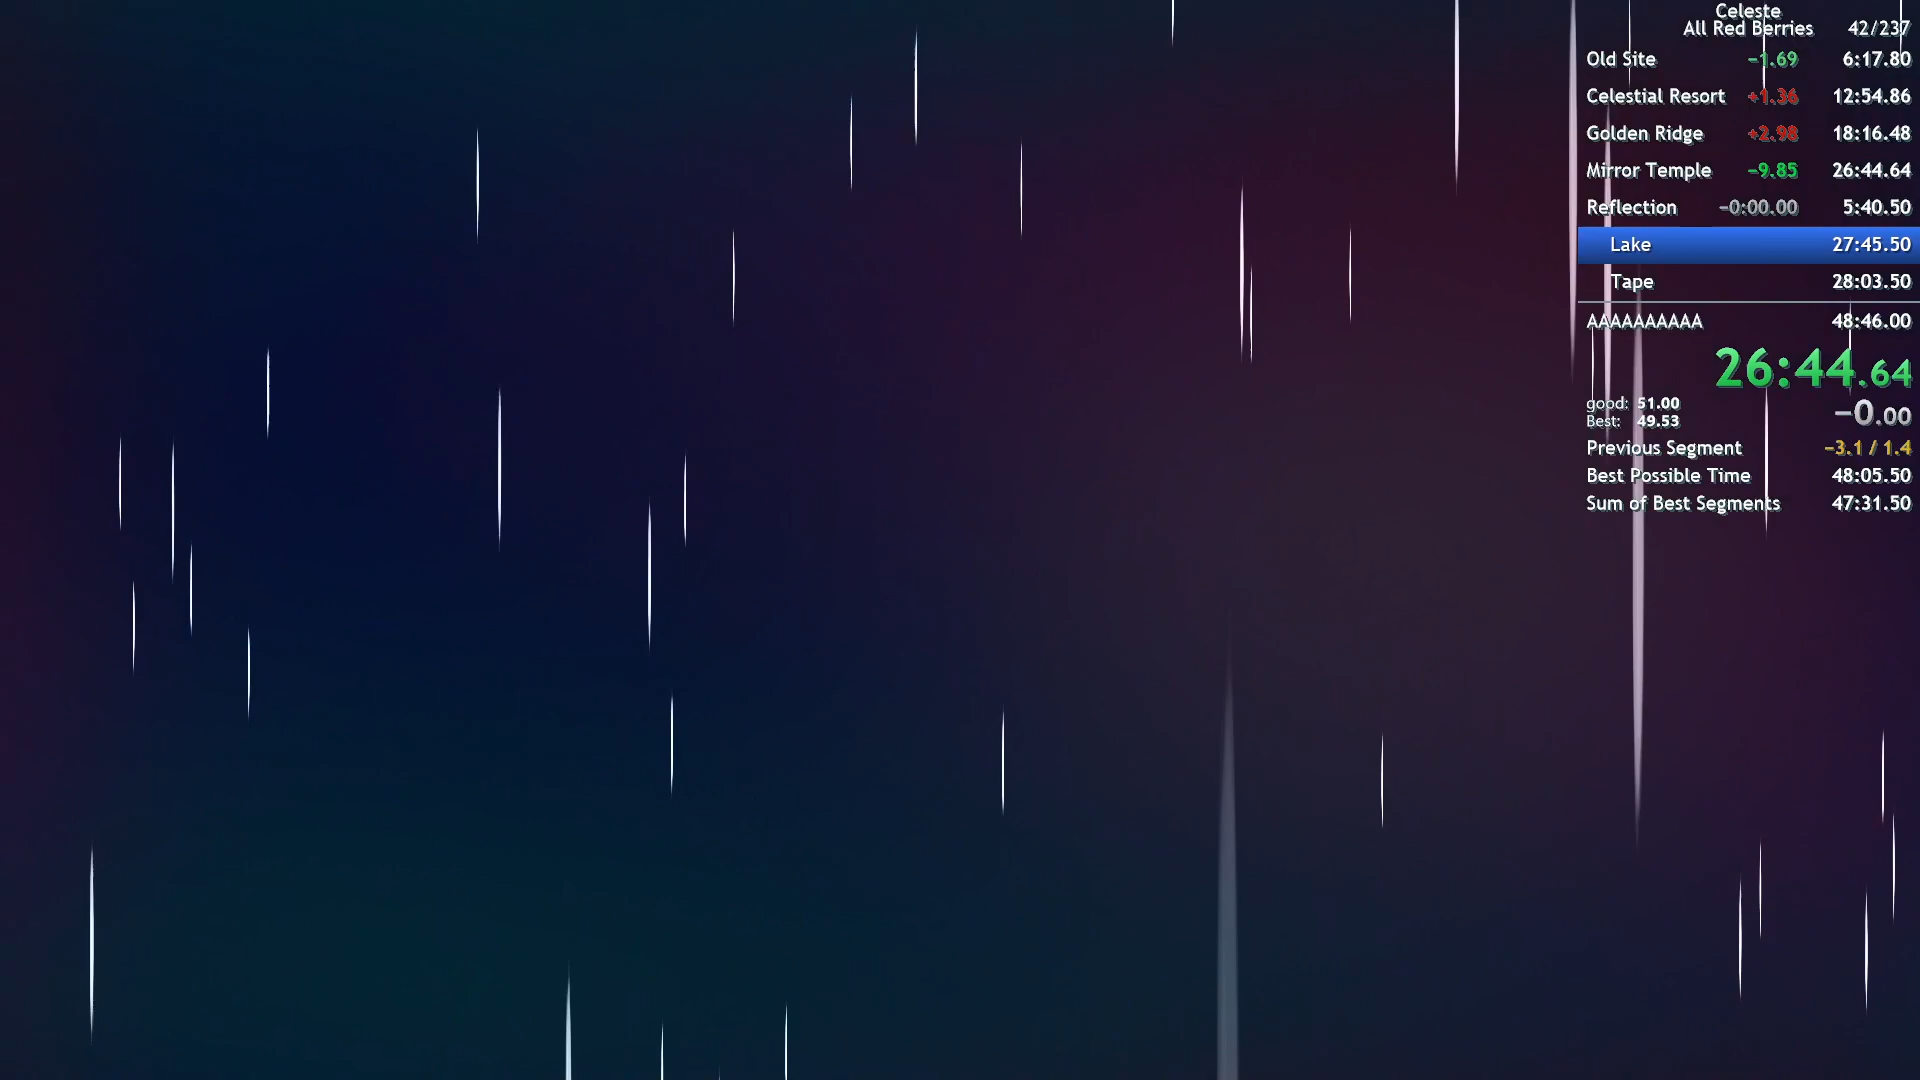 Celeste
All Red Berries 42/237
Old Site -1.69 6:17.80
Celestial Resort +1.36 12:54.86
Golden Ridge +2.98 18:16.48
Mirror Temple -9.85 26:44.64
Reflection -0:00.00 5:40.50
Lake 27:45.50
Tape 28:03.50
AAAAAAAAAA 48:46.00
26:44.64
good: 51.00
Best: 49.53
-0.00
Previous Segment -3.1 / 1.4
Best Possible Time 48:05.50
Sum of Best Segments 47:31.50